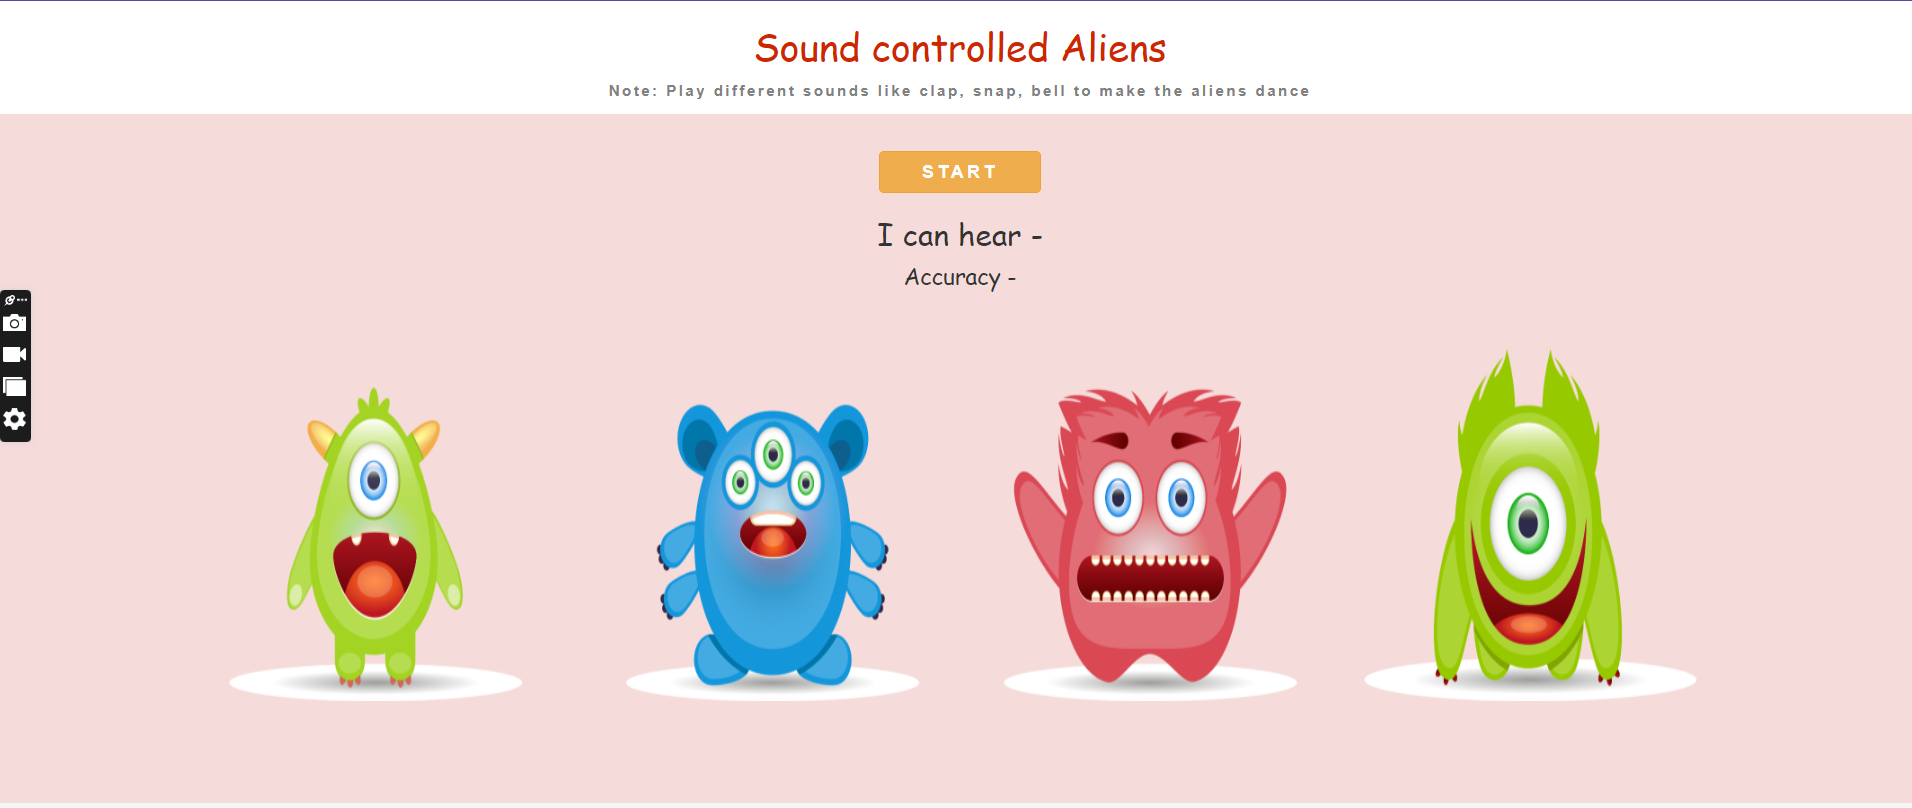 Sound controlled Aliens
Note: Play different sounds like clap, snap, bell to make the aliens dance
START
I can hear -
Accuracy -